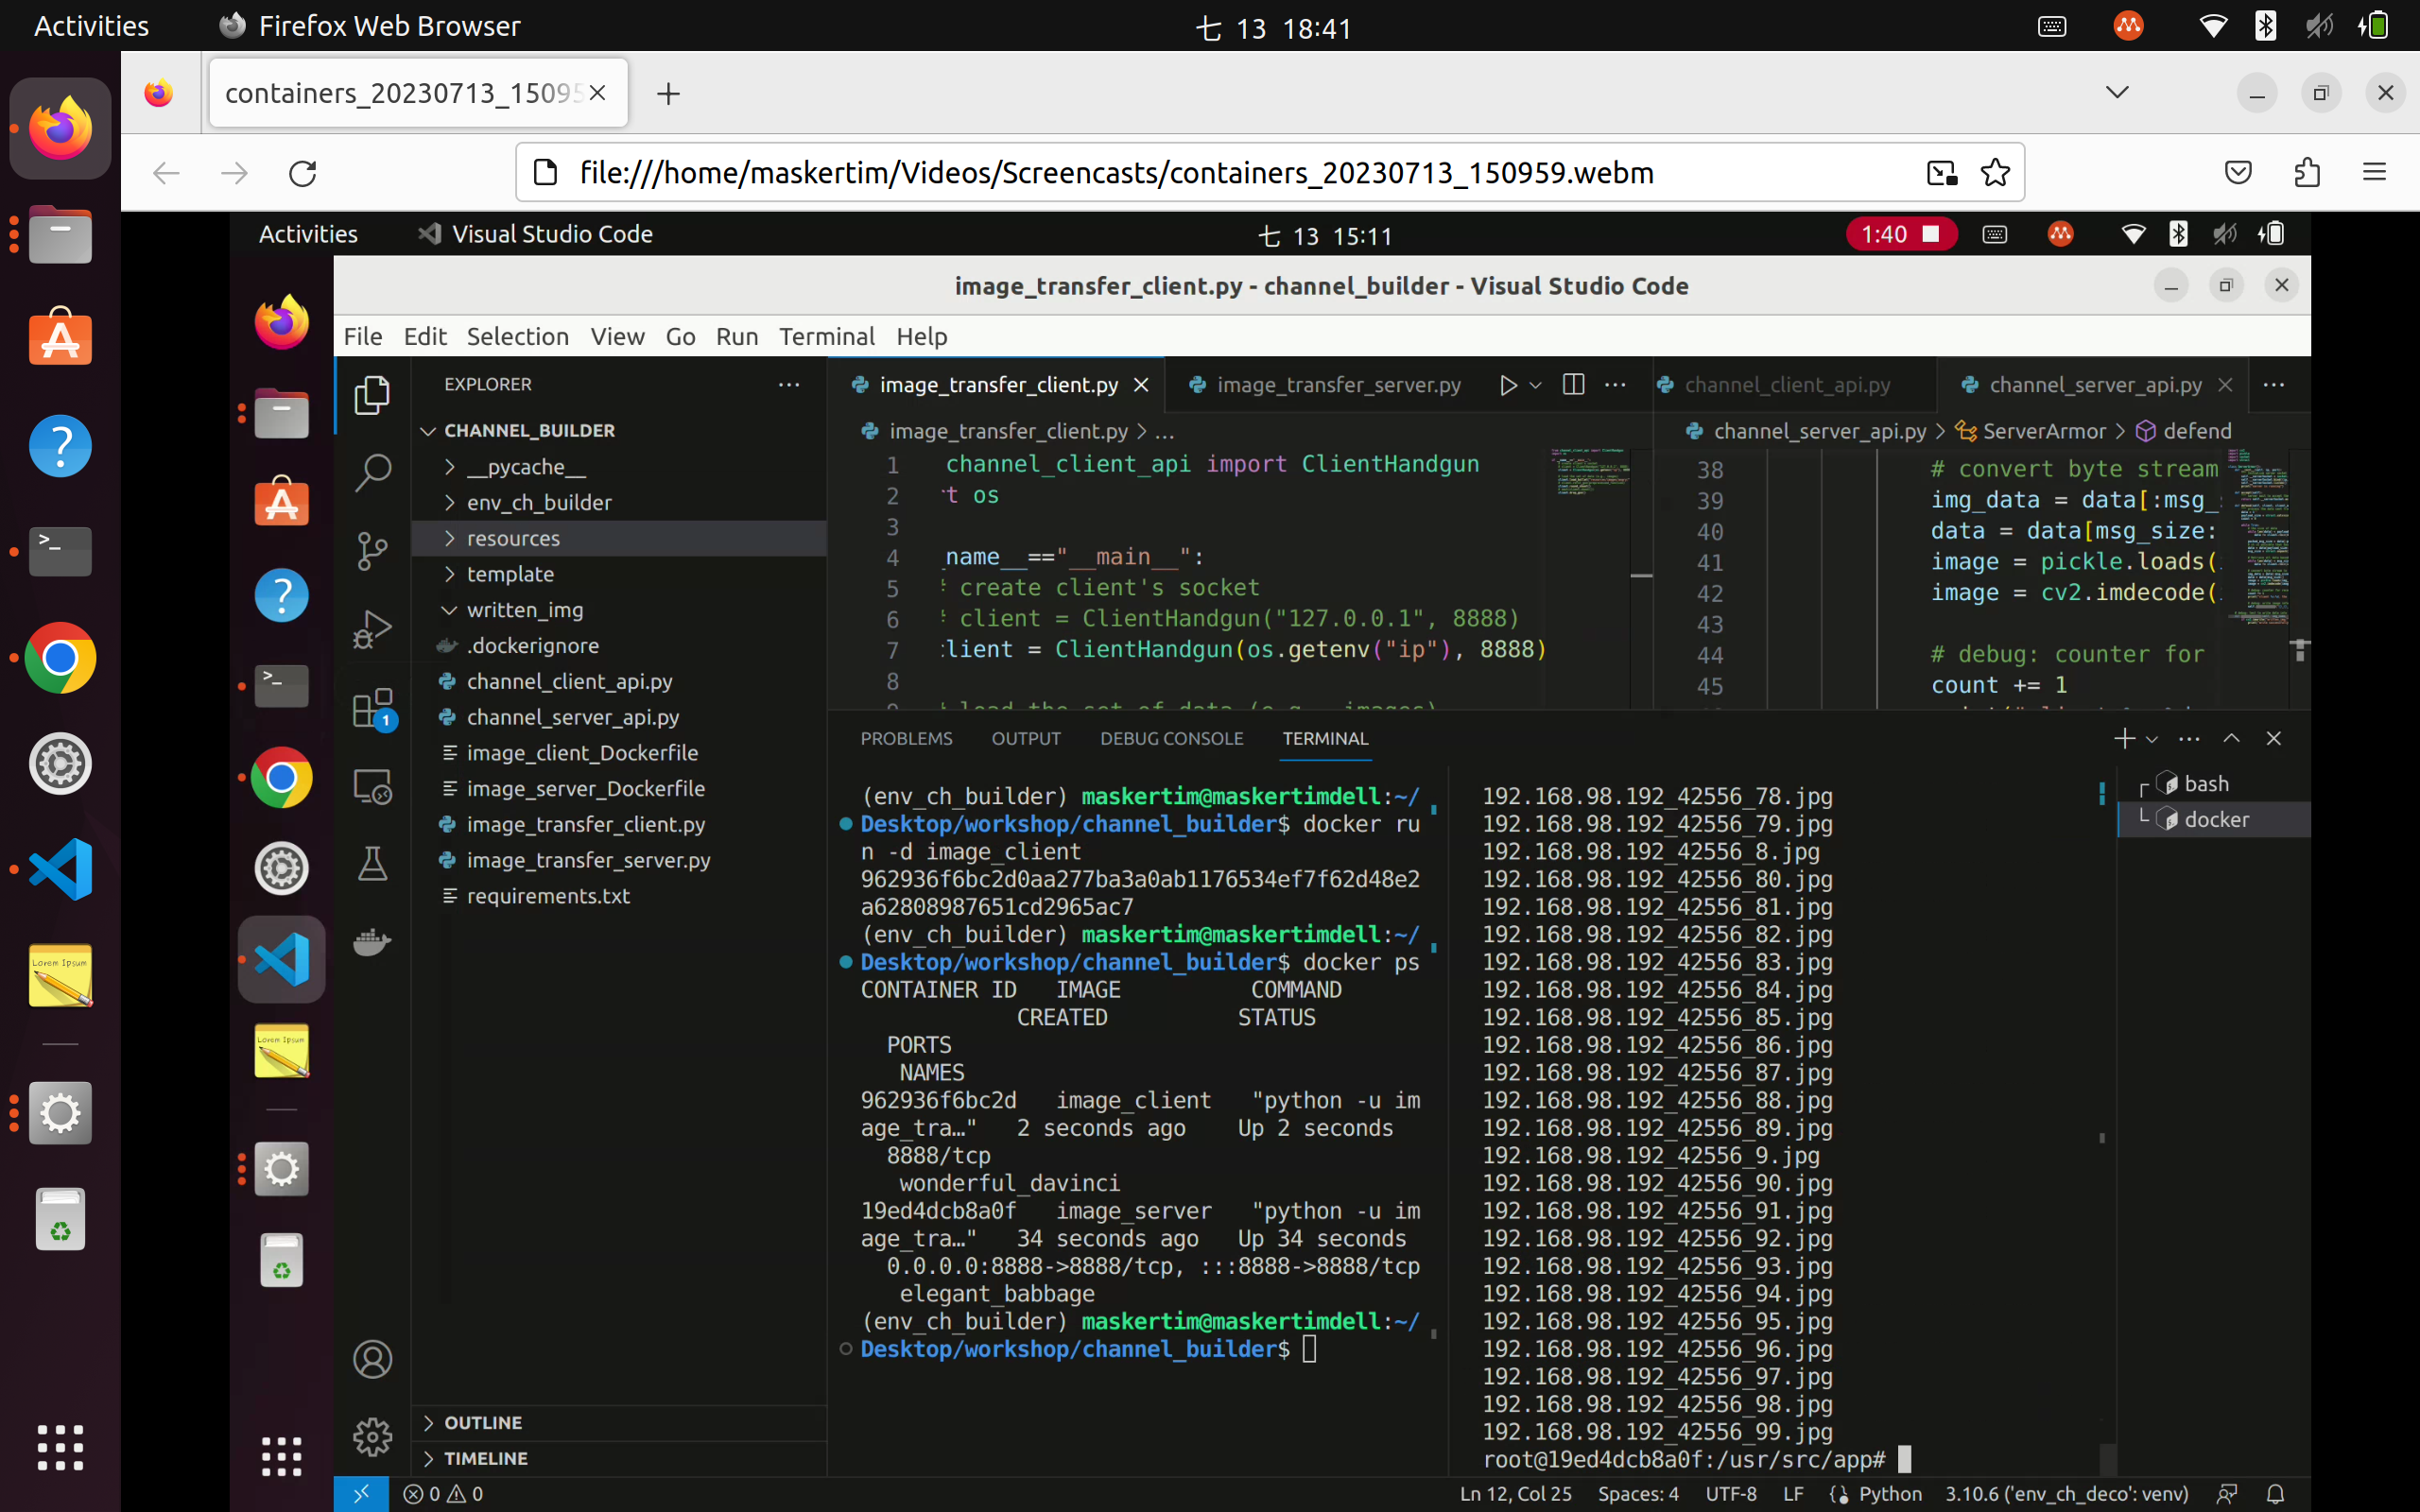 Activities
Firefox Web Browser
七 13 18:41
containers_20230713_15095
file:///home/maskertim/Videos/Screencasts/containers_20230713_150959.webm
Activities
Visual Studio Code
七 13 15:11
1:40
image_transfer_client.py - channel_builder - Visual Studio Code
File Edit Selection View Go Run Terminal Help
EXPLORER
CHANNEL_BUILDER
__pycache__
env_ch_builder
resources
template
written_img
.dockerignore
channel_client_api.py
channel_server_api.py
image_client_Dockerfile
image_server_Dockerfile
image_transfer_client.py
image_transfer_server.py
requirements.txt
OUTLINE
TIMELINE
image_transfer_client.py
image_transfer_server.py
image_transfer_client.py > ...
1 channel_client_api import ClientHandgun
2 t os
3
4 _name__=="__main__":
5 # create client's socket
6 # client = ClientHandgun("127.0.0.1", 8888)
7 lient = ClientHandgun(os.getenv("ip"), 8888)
8
channel_client_api.py
channel_server_api.py
channel_server_api.py > ServerArmor > defend
38 # convert byte stream
39 img_data = data[:msg_
40 data = data[msg_size:
41 image = pickle.loads(
42 image = cv2.imdecode(
43
44 # debug: counter for
45 count += 1
PROBLEMS OUTPUT DEBUG CONSOLE TERMINAL
(env_ch_builder) maskertim@maskertimdell:~/
Desktop/workshop/channel_builder$ docker ru
n -d image_client
962936f6bc2d0aa277ba3a0ab1176534ef7f62d48e2
a62808987651cd2965ac7
(env_ch_builder) maskertim@maskertimdell:~/
Desktop/workshop/channel_builder$ docker ps
CONTAINER ID IMAGE COMMAND
CREATED STATUS
PORTS
NAMES
962936f6bc2d image_client "python -u im
age_tra…" 2 seconds ago Up 2 seconds
8888/tcp
wonderful_davinci
19ed4dcb8a0f image_server "python -u im
age_tra…" 34 seconds ago Up 34 seconds
0.0.0.0:8888->8888/tcp, :::8888->8888/tcp
elegant_babbage
(env_ch_builder) maskertim@maskertimdell:~/
Desktop/workshop/channel_builder$
192.168.98.192_42556_78.jpg
192.168.98.192_42556_79.jpg
192.168.98.192_42556_8.jpg
192.168.98.192_42556_80.jpg
192.168.98.192_42556_81.jpg
192.168.98.192_42556_82.jpg
192.168.98.192_42556_83.jpg
192.168.98.192_42556_84.jpg
192.168.98.192_42556_85.jpg
192.168.98.192_42556_86.jpg
192.168.98.192_42556_87.jpg
192.168.98.192_42556_88.jpg
192.168.98.192_42556_89.jpg
192.168.98.192_42556_9.jpg
192.168.98.192_42556_90.jpg
192.168.98.192_42556_91.jpg
192.168.98.192_42556_92.jpg
192.168.98.192_42556_93.jpg
192.168.98.192_42556_94.jpg
192.168.98.192_42556_95.jpg
192.168.98.192_42556_96.jpg
192.168.98.192_42556_97.jpg
192.168.98.192_42556_98.jpg
192.168.98.192_42556_99.jpg
root@19ed4dcb8a0f:/usr/src/app#
bash
docker
1
0 0
Ln 12, Col 25 Spaces: 4 UTF-8 LF Python 3.10.6 ('env_ch_deco': venv)
Lorem Ipsum
Lorem Ipsum